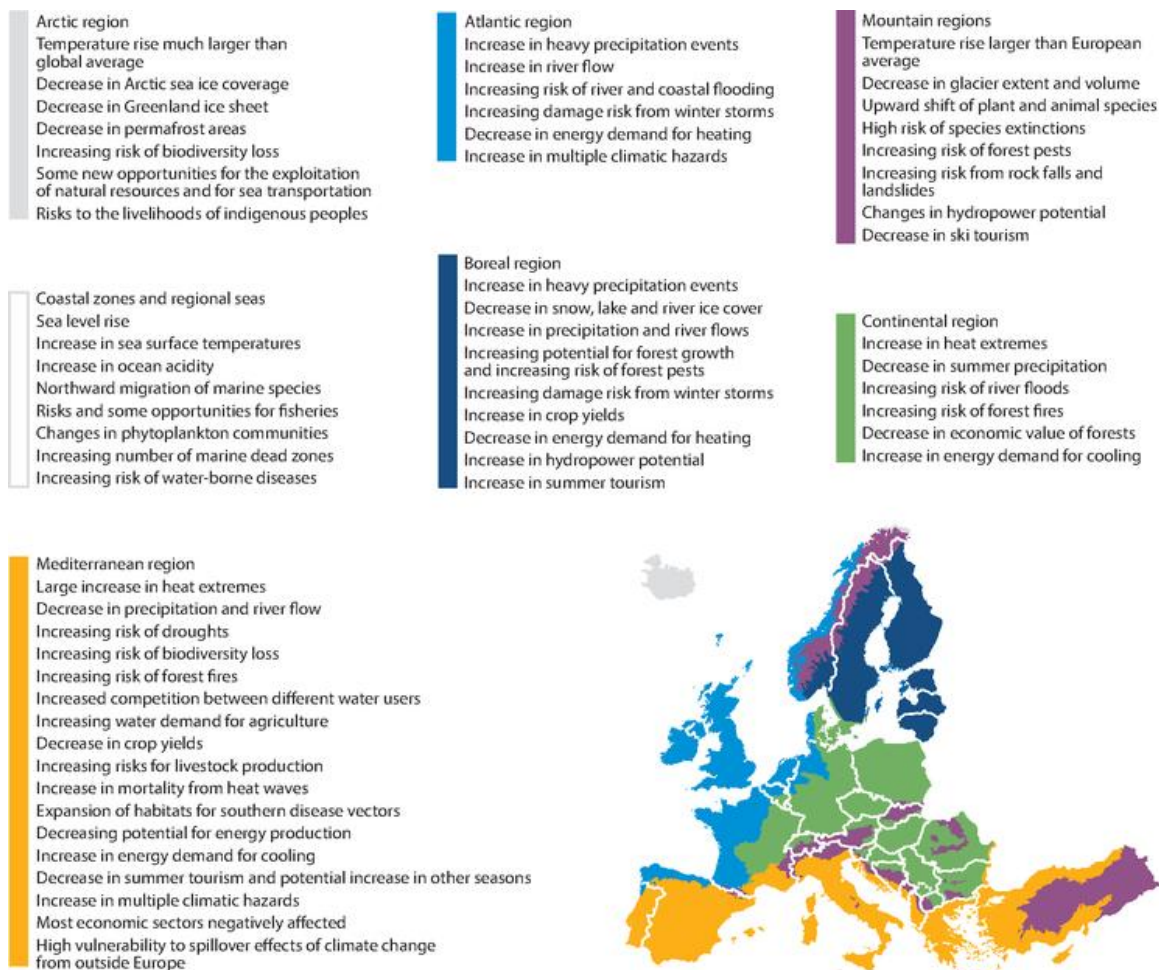 Arctic region
Temperature rise much larger than
global average
Decrease in Arctic sea ice coverage
Decrease in Greenland ice sheet
Decrease in permafrost areas
Increasing risk of biodiversity loss
Some new opportunities for the exploitation
of natural resources and for sea transportation
Risks to the livelihoods of indigenous peoples
Atlantic region
Increase in heavy precipitation events
Increase in river flow
Increasing risk of river and coastal flooding
Increasing damage risk from winter storms
Decrease in energy demand for heating
Increase in multiple climatic hazards
Mountain regions
Temperature rise larger than European
average
Decrease in glacier extent and volume
Upward shift of plant and animal species
High risk of species extinctions
Increasing risk of forest pests
Increasing risk from rock falls and
landslides
Changes in hydropower potential
Decrease in ski tourism
Coastal zones and regional seas
Sea level rise
Increase in sea surface temperatures
Increase in ocean acidity
Northward migration of marine species
Risks and some opportunities for fisheries
Changes in phytoplankton communities
Increasing number of marine dead zones
Increasing risk of water-borne diseases
Boreal region
Increase in heavy precipitation events
Decrease in snow, lake and river ice cover
Increase in precipitation and river flows
Increasing potential for forest growth
and increasing risk of forest pests
Increasing damage risk from winter storms
Increase in crop yields
Decrease in energy demand for heating
Increase in hydropower potential
Increase in summer tourism
Continental region
Increase in heat extremes
Decrease in summer precipitation
Increasing risk of river floods
Increasing risk of forest fires
Decrease in economic value of forests
Increase in energy demand for cooling
Mediterranean region
Large increase in heat extremes
Decrease in precipitation and river flow
Increasing risk of droughts
Increasing risk of biodiversity loss
Increasing risk of forest fires
Increased competition between different water users
Increasing water demand for agriculture
Decrease in crop yields
Increasing risks for livestock production
Increase in mortality from heat waves
Expansion of habitats for southern disease vectors
Decreasing potential for energy production
Increase in energy demand for cooling
Decrease in summer tourism and potential increase in other seasons
Increase in multiple climatic hazards
Most economic sectors negatively affected
High vulnerability to spillover effects of climate change
from outside Europe